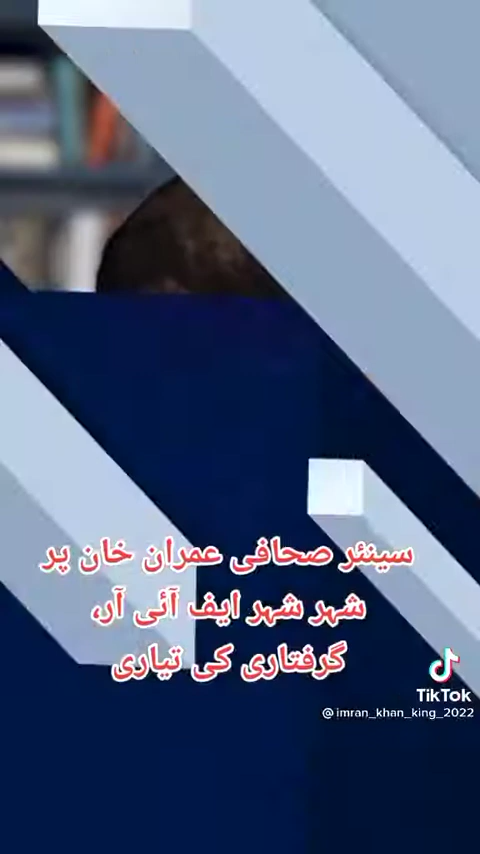 سینئر صحافی عمران خان پر
شہر شہر ایف آئی آر،
گرفتاری کی تیاری
TikTok
@imran_khan_king_2022